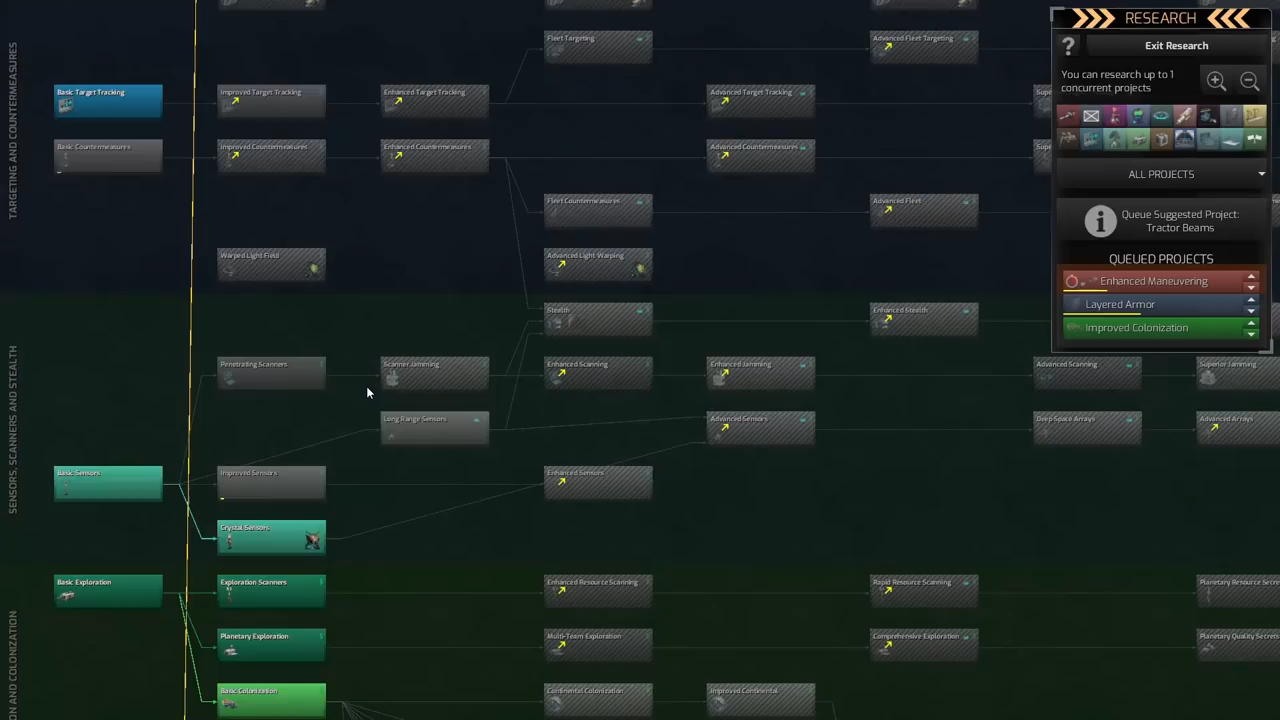 RESEARCH
?
Exit Research
You can research up to 1
concurrent projects
ALL PROJECTS
Queue Suggested Project:
Tractor Beams
QUEUED PROJECTS
Enhanced Maneuvering
Layered Armor
Improved Colonization
TARGETING AND COUNTERMEASURES
Fleet Targeting
Advanced Fleet Targeting
Basic Target Tracking
Improved Target Tracking
Enhanced Target Tracking
Advanced Target Tracking
Basic Countermeasures
Improved Countermeasures
Enhanced Countermeasures
Advanced Countermeasures
Fleet Countermeasures
Advanced Fleet
Warped Light Field
Advanced Light Warping
SENSORS, SCANNERS AND STEALTH
Stealth
Enhanced Stealth
Penetrating Scanners
Scanner Jamming
Enhanced Scanning
Enhanced Jamming
Advanced Scanning
Superior Jamming
Long Range Sensors
Advanced Sensors
Deep Space Arrays
Advanced Arrays
Basic Sensors
Improved Sensors
Enhanced Sensors
Crystal Sensors
ON AND COLONIZATION
Basic Exploration
Exploration Scanners
Enhanced Resource Scanning
Rapid Resource Scanning
Planetary Resource Secre
Planetary Exploration
Multi-Team Exploration
Comprehensive Exploration
Planetary Quality Secrets
Basic Colonization
Continental Colonization
Improved Continental